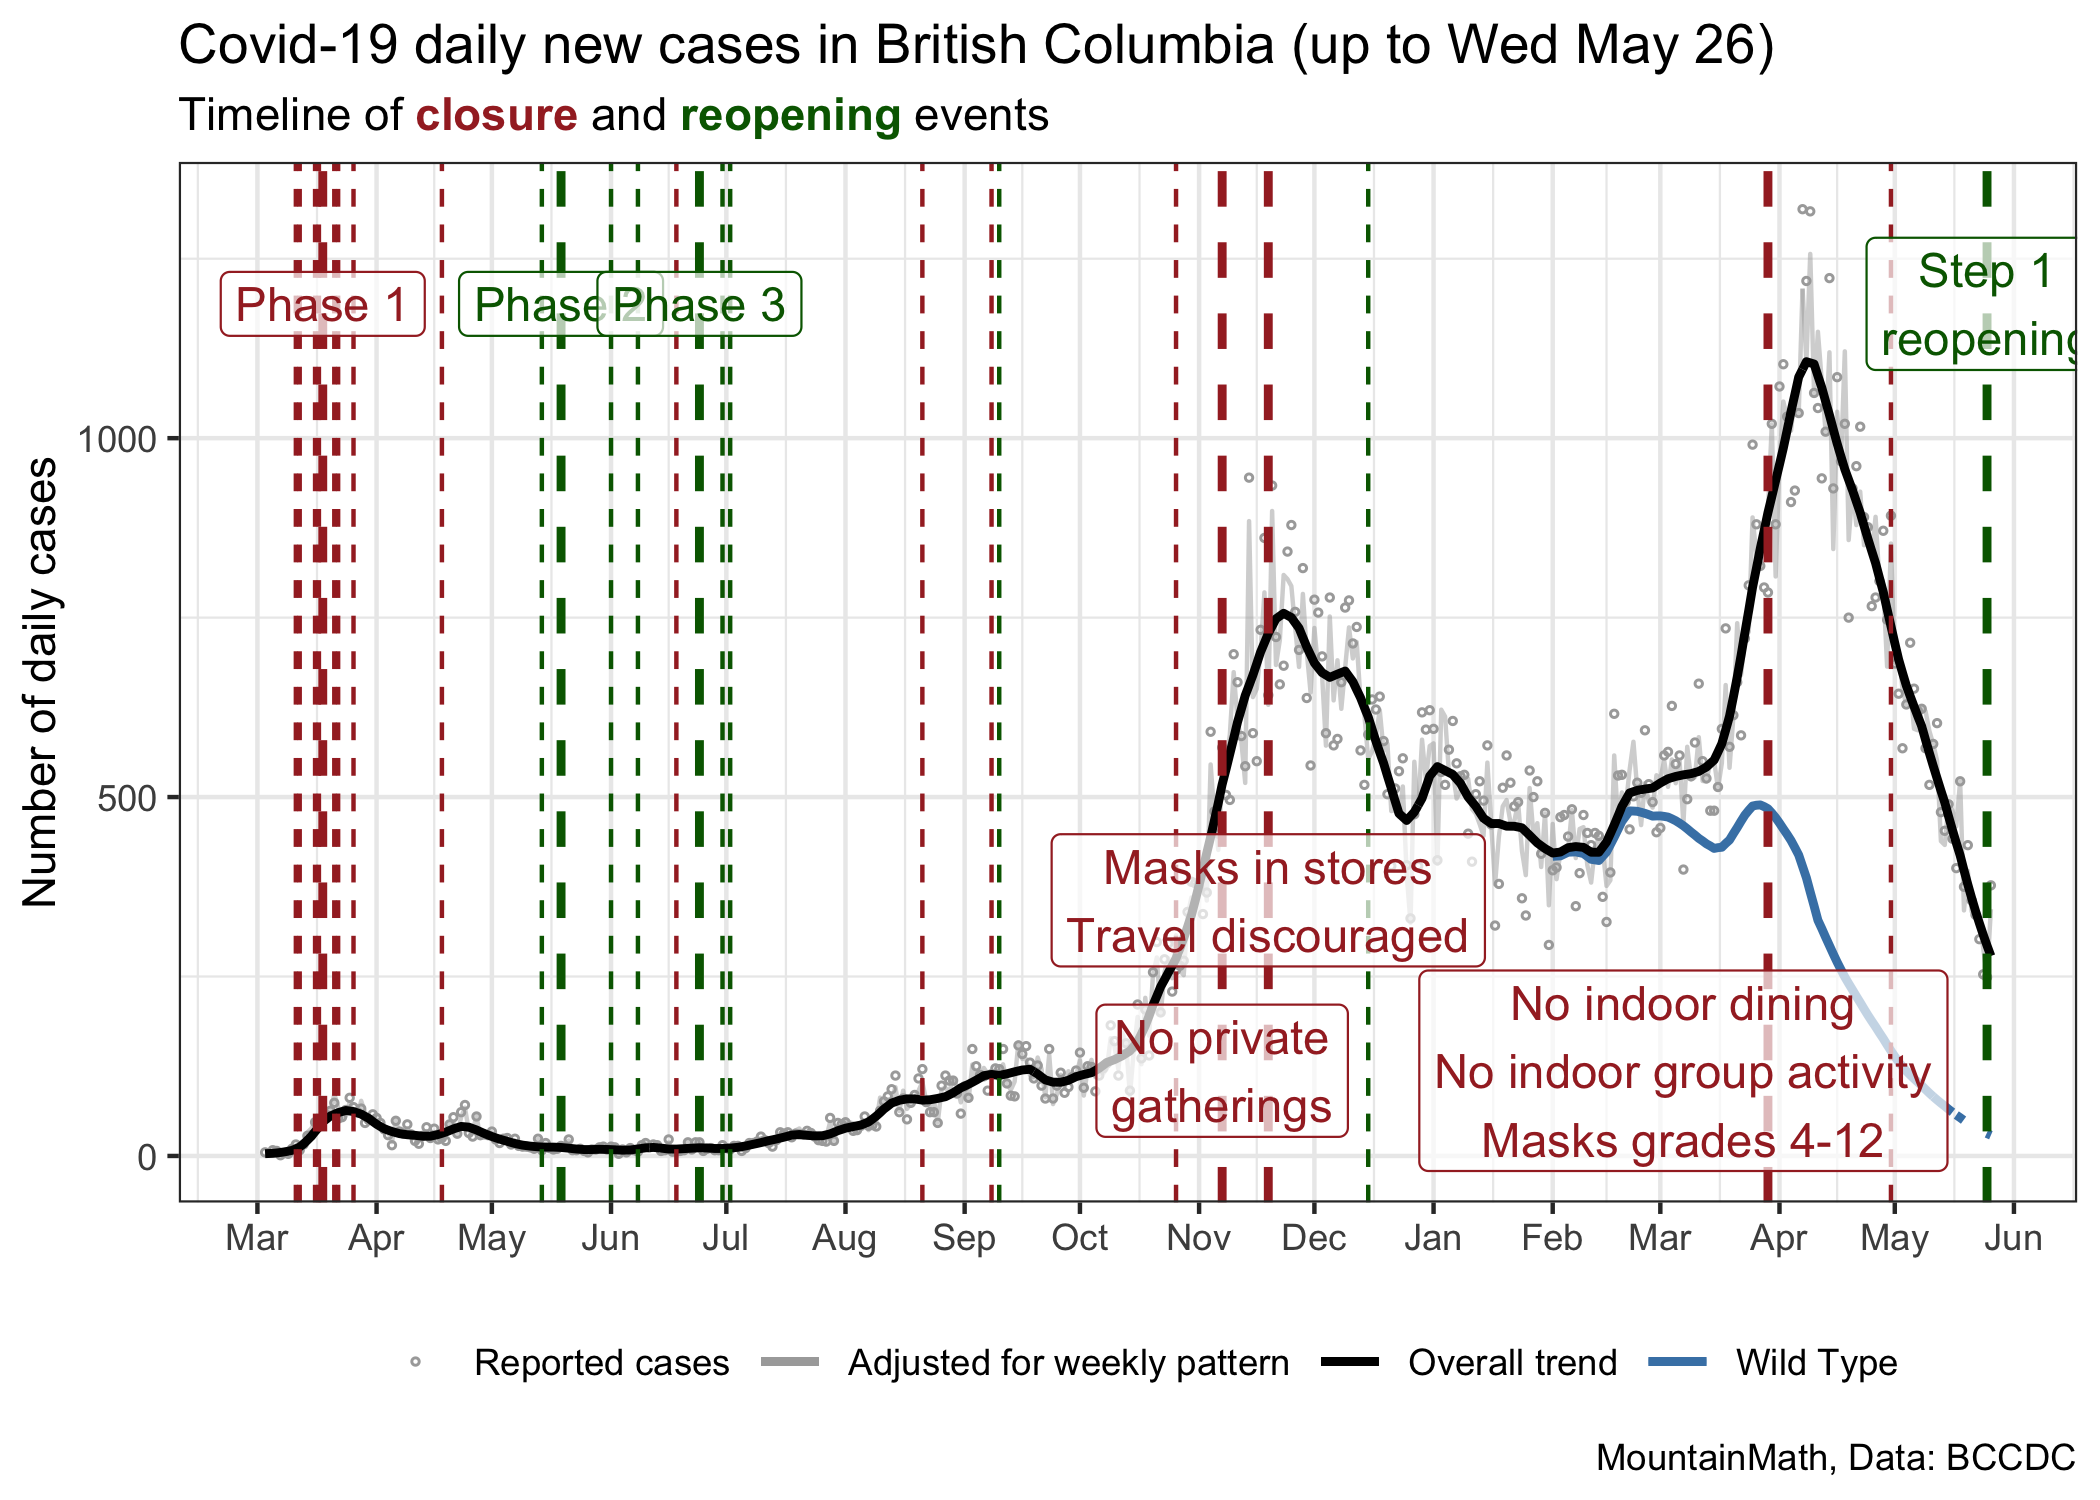 Covid-19 daily new cases in British Columbia (up to Wed May 26)
Timeline of closure and reopening events
Number of daily cases
1000
500
0
Phase 1
Phase 2
Phase 3
Step 1
reopening
Masks in stores
Travel discouraged
No private
gatherings
No indoor dining
No indoor group activity
Masks grades 4-12
Mar Apr May Jun Jul Aug Sep Oct Nov Dec Jan Feb Mar Apr May Jun
Reported cases Adjusted for weekly pattern Overall trend Wild Type
MountainMath, Data: BCCDC